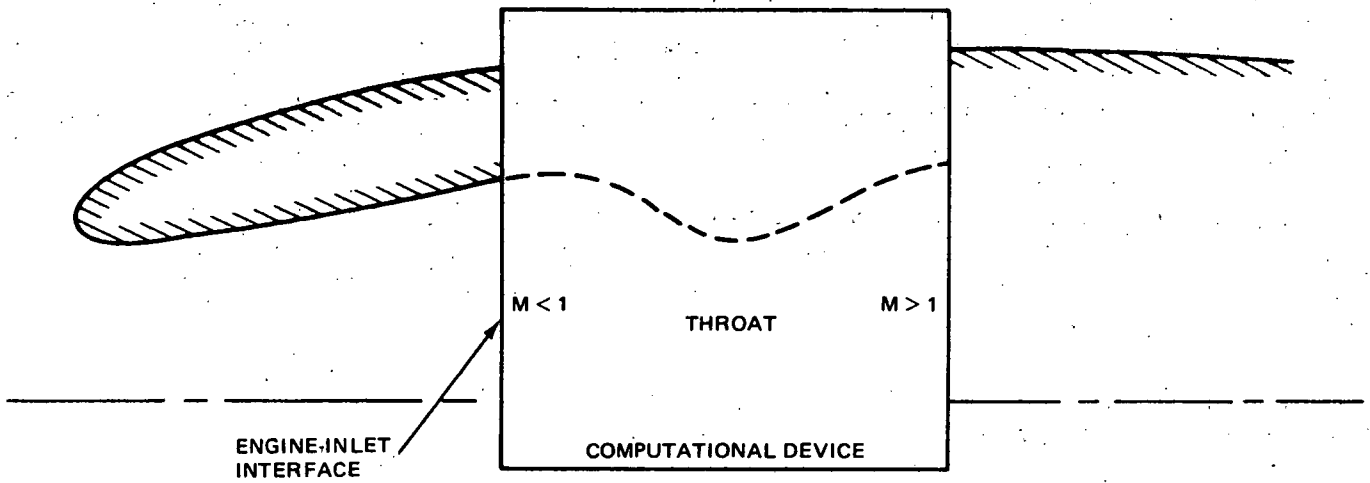 M < 1
M > 1
THROAT
ENGINE-INLET
INTERFACE
COMPUTATIONAL DEVICE